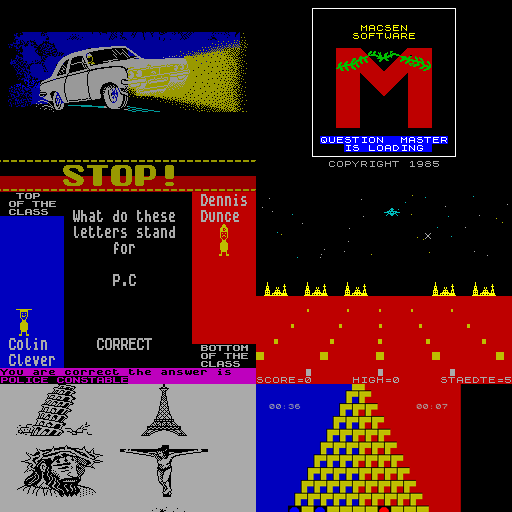 MACSEN
SOFTWARE
QUESTION MASTER
IS LOADING
COPYRIGHT 1985
STOP!
TOP
OF THE
CLASS
What do these
letters stand
for
P.C
CORRECT
Dennis
Dunce
Colin
Clever
BOTTOM
OF THE
CLASS
You are correct the answer is
POLICE CONSTABLE
SCORE=0 HIGH=0 STAEDTE=5
00:36 00:07